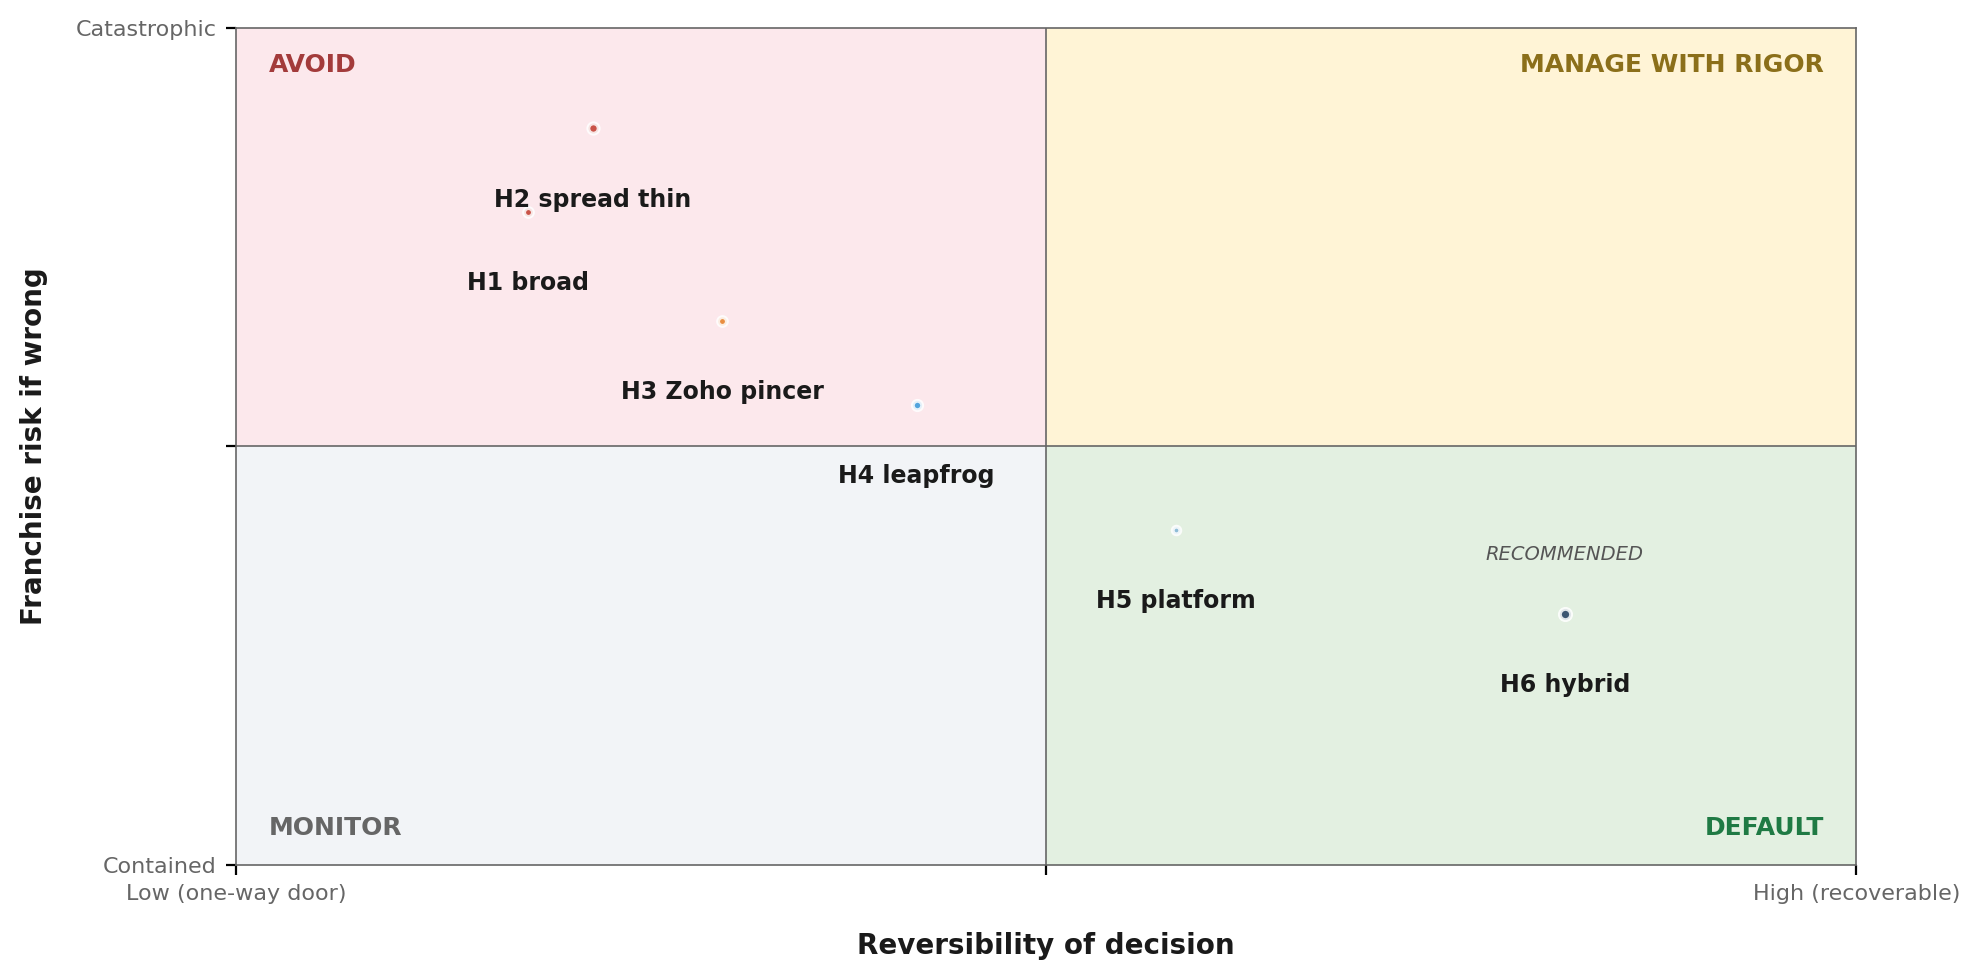 Catastrophic
AVOID
MANAGE WITH RIGOR
H2 spread thin
H1 broad
H3 Zoho pincer
H4 leapfrog
RECOMMENDED
H5 platform
H6 hybrid
MONITOR
DEFAULT
Contained
Low (one-way door)
High (recoverable)
Reversibility of decision
Franchise risk if wrong